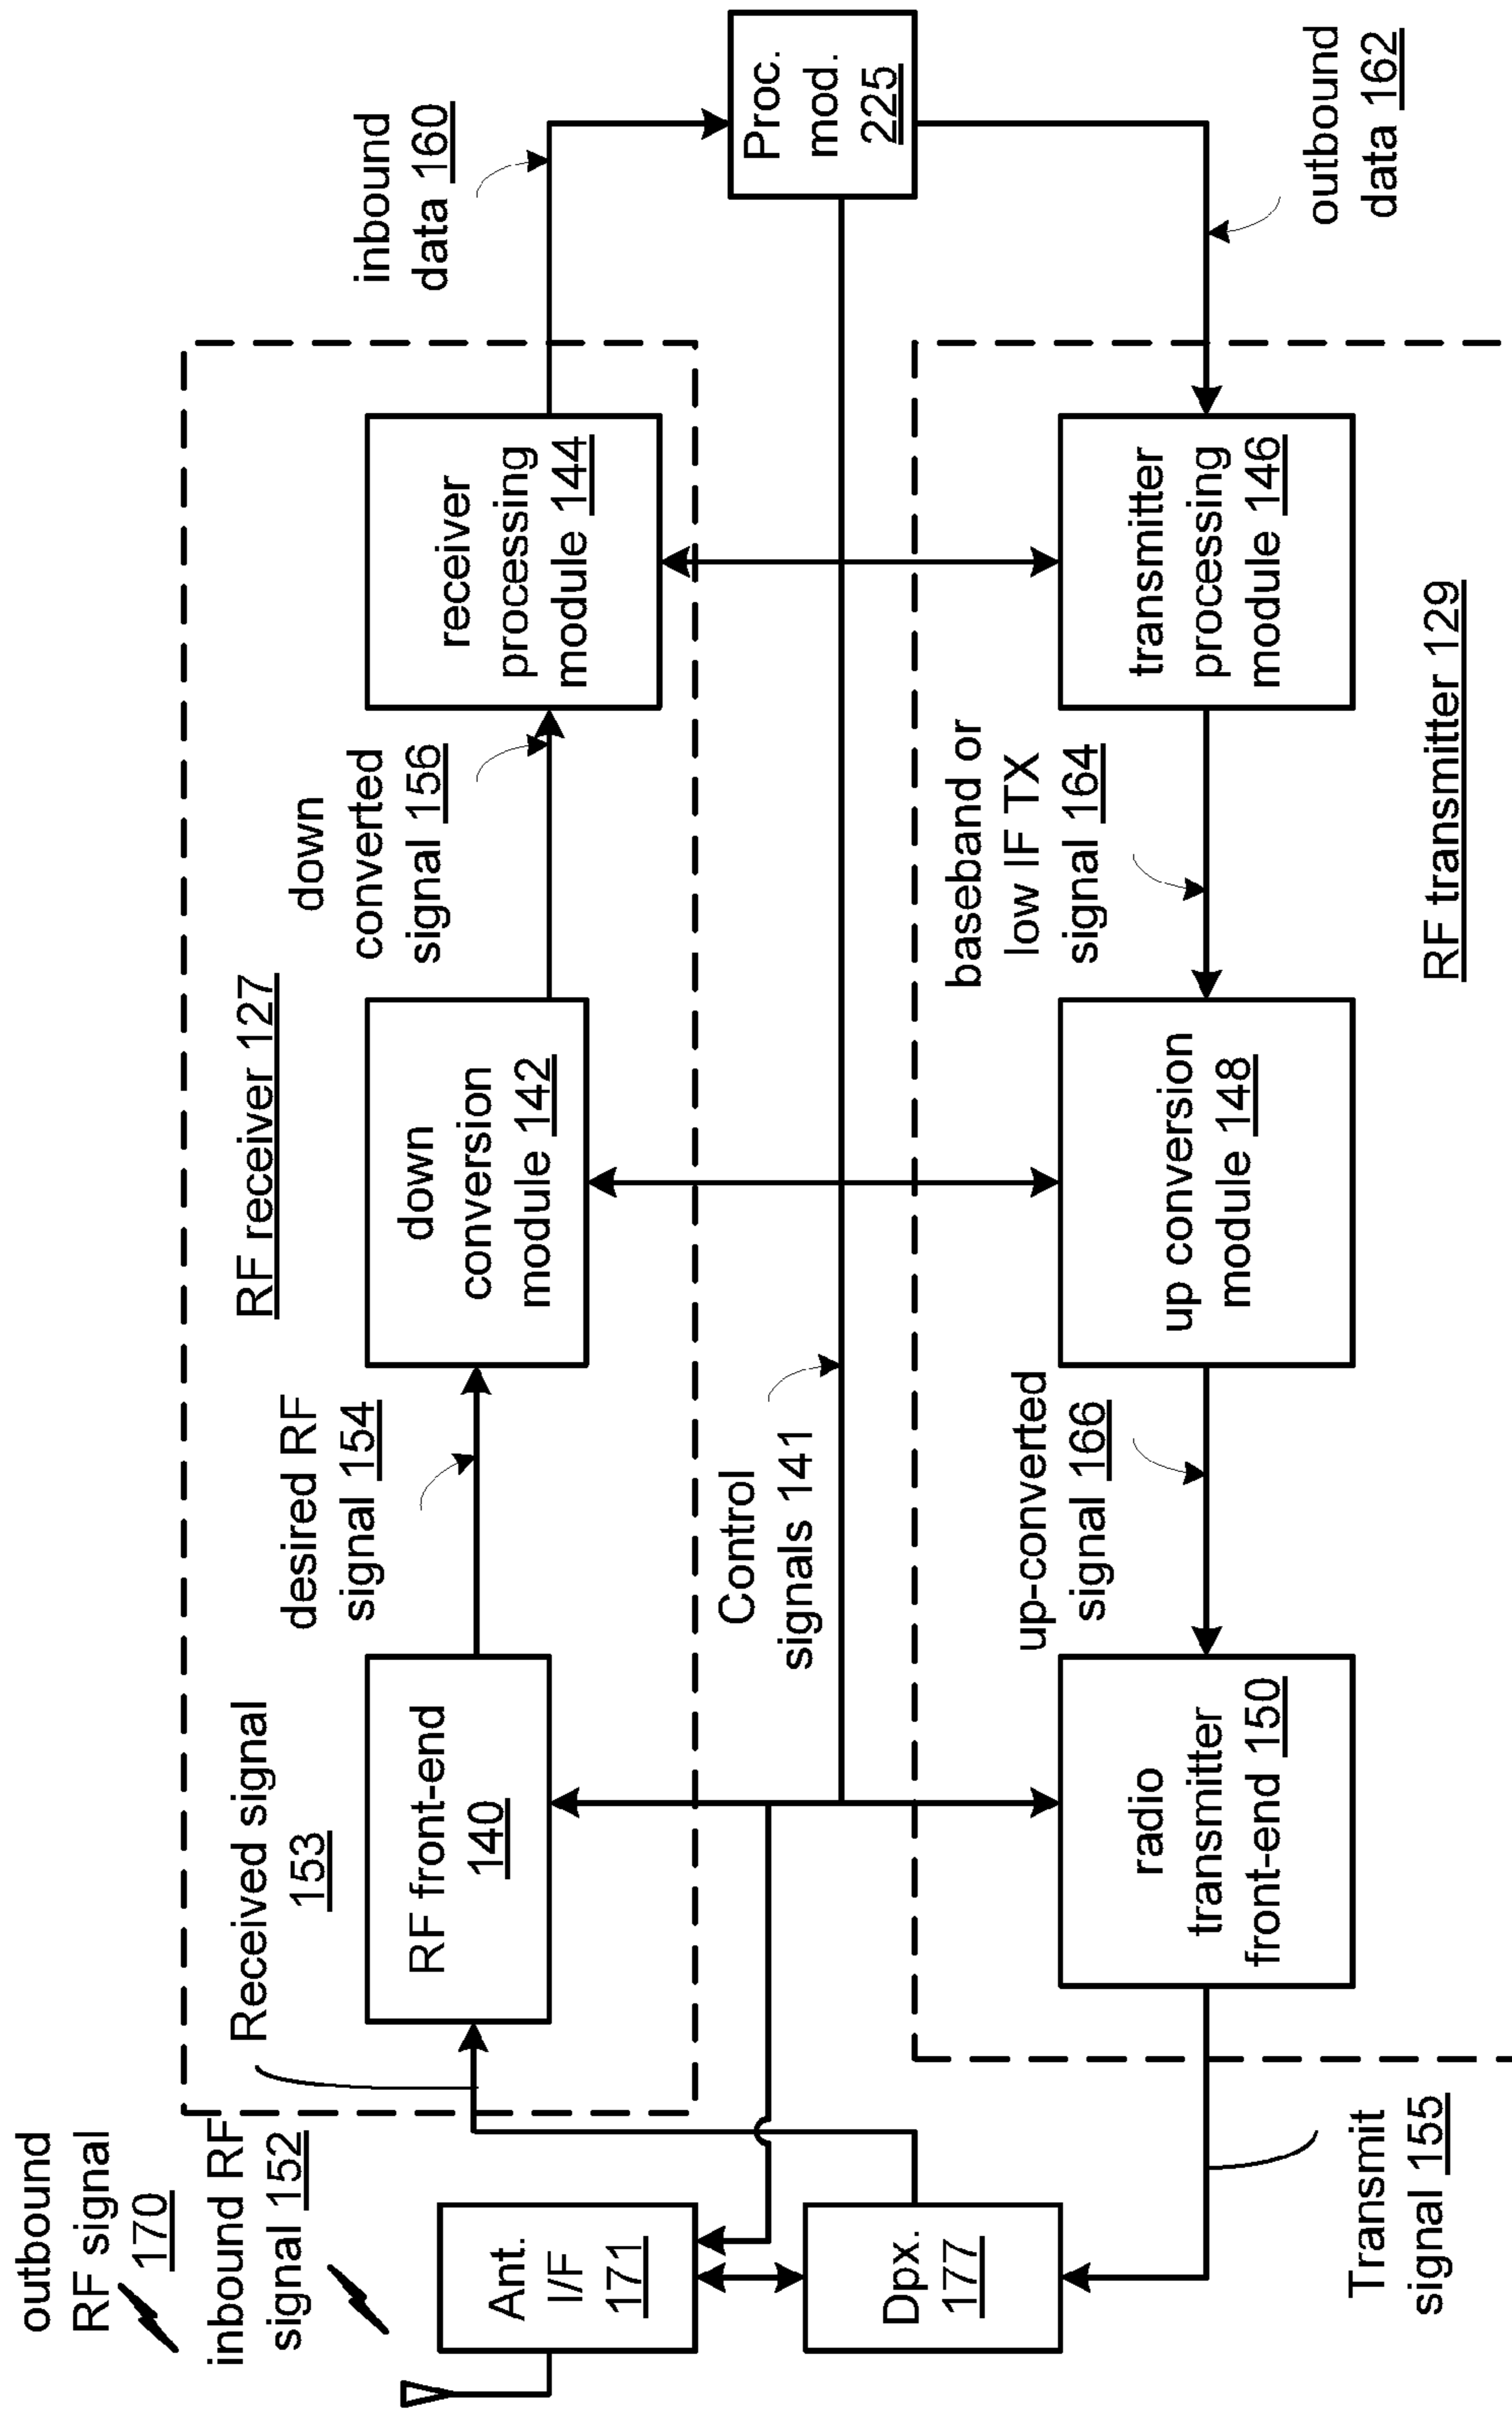 outbound
RF signal
170
inbound RF
signal 152
Received signal
153
RF receiver 127
desired RF
signal 154
down
converted
signal 156
inbound
data 160
Ant.
I/F
171
RF front-end
140
down
conversion
module 142
receiver
processing
module 144
Control
signals 141
Proc.
mod.
225
Dpx.
177
up-converted
signal 166
baseband or
low IF TX
signal 164
radio
transmitter
front-end 150
up conversion
module 148
transmitter
processing
module 146
outbound
data 162
Transmit
signal 155
RF transmitter 129